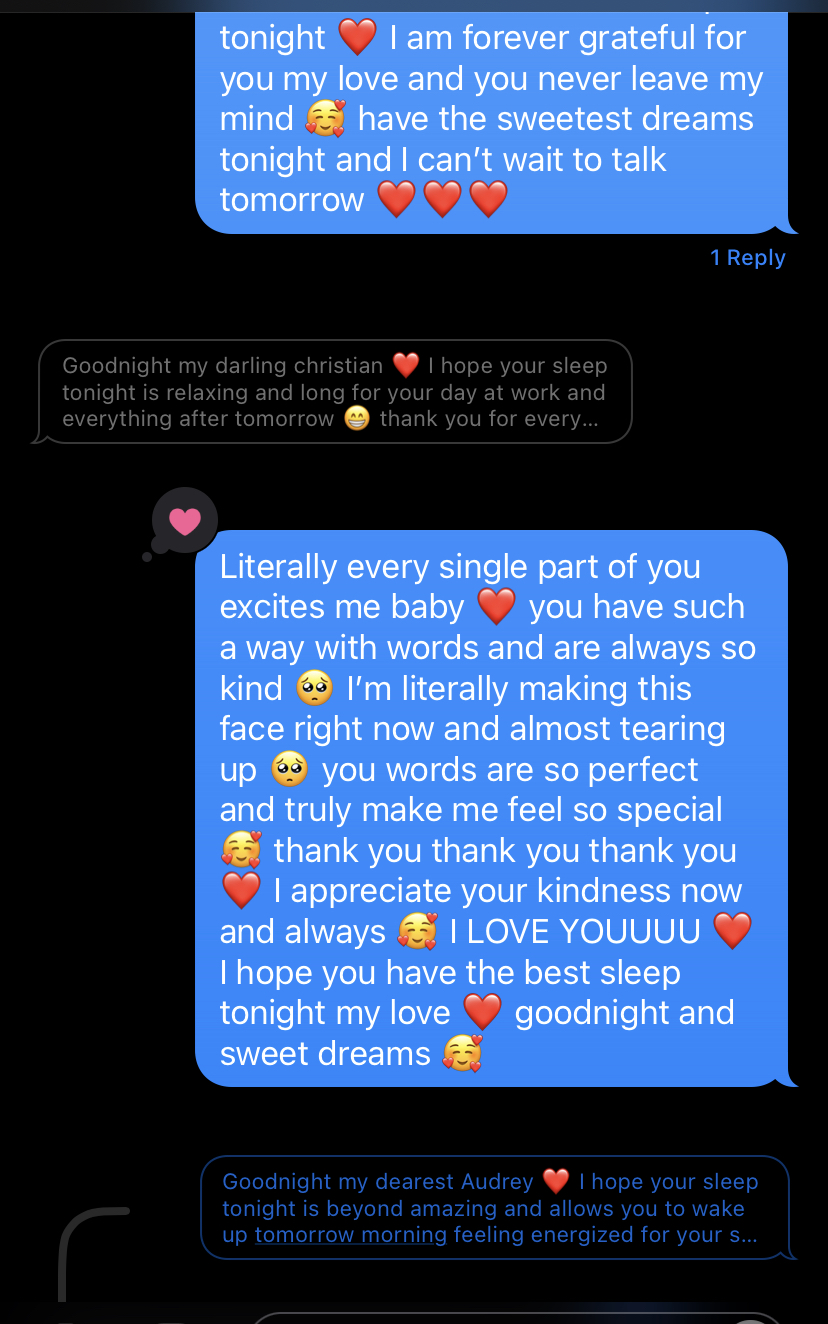 tonight ❤️ I am forever grateful for
you my love and you never leave my
mind 🥰 have the sweetest dreams
tonight and I can't wait to talk
tomorrow ❤️❤️❤️
1 Reply
Goodnight my darling christian ❤️ I hope your sleep
tonight is relaxing and long for your day at work and
everything after tomorrow 😁 thank you for every...
Literally every single part of you
excites me baby ❤️ you have such
a way with words and are always so
kind 🥺 I'm literally making this
face right now and almost tearing
up 🥺 you words are so perfect
and truly make me feel so special
🥰 thank you thank you thank you
❤️ I appreciate your kindness now
and always 🥰 I LOVE YOUUUU ❤️
I hope you have the best sleep
tonight my love ❤️ goodnight and
sweet dreams 🥰
Goodnight my dearest Audrey ❤️ I hope your sleep
tonight is beyond amazing and allows you to wake
up tomorrow morning feeling energized for your s...